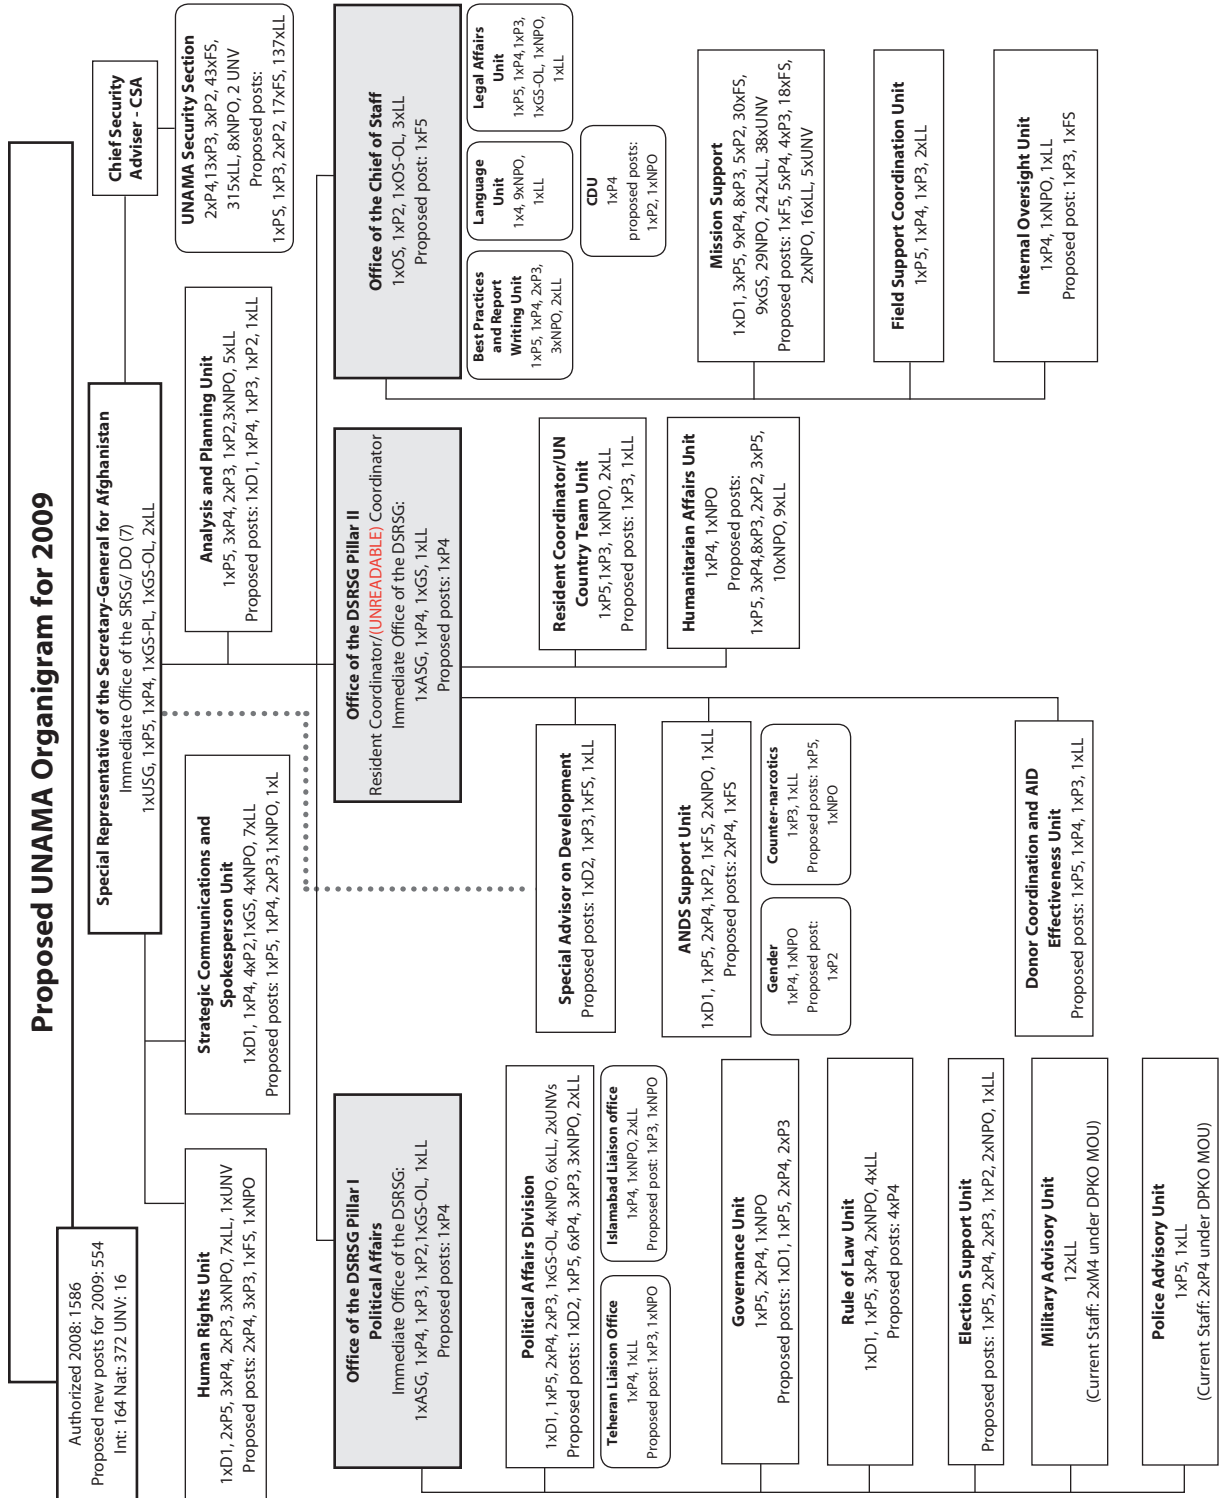 Proposed UNAMA Organigram for 2009
Authorized 2008: 1586
Proposed new posts for 2009: 554
Int: 164 Nat: 372 UNV: 16
Special Representative of the Secretary-General for Afghanistan
Immediate Office of the SRSG/ DO (7)
1xUSG, 1xP5, 1xP4, 1xGS-PL, 1xGS-OL, 2xLL
Chief Security
Adviser - CSA
UNAMA Security Section
2xP4,13xP3, 3xP2, 43xFS,
315xLL, 8xNPO, 2 UNV
Proposed posts:
1xPS, 1xP3, 2xP2, 17xFS, 137xLL
Human Rights Unit
1xD1, 2xP5, 3xP4, 2xP3, 3xNPO, 7xLL, 1xUNV
Proposed posts: 2xP4, 3xP3, 1xFS, 1xNPO
Strategic Communications and
Spokesperson Unit
1xD1, 1xP4, 4xP2,1xGS, 4xNPO, 7xLL
Proposed posts: 1xP5, 1xP4, 2xP3,1xNPO, 1xL
Analysis and Planning Unit
1xP5, 3xP4, 2xP3, 1xP2,3xNPO, 5xLL
Proposed posts: 1xD1, 1xP4, 1xP3, 1xP2, 1xLL
Office of the DSRSG Pillar I
Political Affairs
Immediate Office of the DSRSG:
1xASG, 1xP4, 1xP3, 1xP2,1xGS-OL, 1xLL
Proposed posts: 1xP4
Office of the DSRSG Pillar II
Resident Coordinator/(UNREADABLE) Coordinator
Immediate Office of the DSRSG:
1xASG, 1xP4, 1xGS, 1xLL
Proposed posts: 1xP4
Office of the Chief of Staff
1xOS, 1xP2, 1xOS-OL, 3xLL
Proposed post: 1xF5
Best Practices
and Report
Writing Unit
1xP5, 1xP4, 2xP3,
3xNPO, 2xLL
Language
Unit
1x4, 9xNPO,
1xLL
Legal Affairs
Unit
1xP5, 1xP4,1xP3,
1xGS-OL, 1xNPO,
1xLL
CDU
1xP4
proposed posts:
1xP2, 1xNPO
Political Affairs Division
1xD1, 1xP5, 2xP4, 2xP3, 1xGS-OL, 4xNPO, 6xLL, 2xUNVs
Proposed posts: 1xD2, 1xP5, 6xP4, 3xP3, 3xNPO, 2xLL
Teheran Liaison Office
1xP4, 1xLL
Proposed post: 1xP3, 1xNPO
Islamabad Liaison office
1xP4, 1xNPO, 2xLL
Proposed post: 1xP3, 1xNPO
Governance Unit
1xP5, 2xP4, 1xNPO
Proposed posts: 1xD1, 1xP5, 2xP4, 2xP3
Rule of Law Unit
1xD1, 1xP5, 3xP4, 2xNPO, 4xLL
Proposed posts: 4xP4
Election Support Unit
Proposed posts: 1xP5, 2xP4, 2xP3, 1xP2, 2xNPO, 1xLL
Military Advisory Unit
12xLL
(Current Staff: 2xM4 under DPKO MOU)
Police Advisory Unit
1xP5, 1xLL
(Current Staff: 2xP4 under DPKO MOU)
Special Advisor on Development
Proposed posts: 1xD2, 1xP3,1xFS, 1xLL
ANDS Support Unit
1xD1, 1xP5, 2xP4,1xP2, 1xFS, 2xNPO, 1xLL
Proposed posts: 2xP4, 1xFS
Gender
1xP4, 1xNPO
Proposed post:
1xP2
Counter-narcotics
1xP3, 1xLL
Proposed posts: 1xP5,
1xNPO
Donor Coordination and AID
Effectiveness Unit
Proposed posts: 1xP5, 1xP4, 1xP3, 1xLL
Resident Coordinator/UN
Country Team Unit
1xP5,1xP3, 1xNPO, 2xLL
Proposed posts: 1xP3, 1xLL
Humanitarian Affairs Unit
1xP4, 1xNPO
Proposed posts:
1xP5, 3xP4,8xP3, 2xP2, 3xP5,
10xNPO, 9xLL
Mission Support
1xD1, 3xP5, 9xP4, 8xP3, 5xP2, 30xFS,
9xGS, 29NPO, 242xLL, 38xUNV
Proposed posts: 1xF5, 5xP4, 4xP3, 18xFS,
2xNPO, 16xLL, 5xUNV
Field Support Coordination Unit
1xP5, 1xP4, 1xP3, 2xLL
Internal Oversight Unit
1xP4, 1xNPO, 1xLL
Proposed post: 1xP3, 1xFS